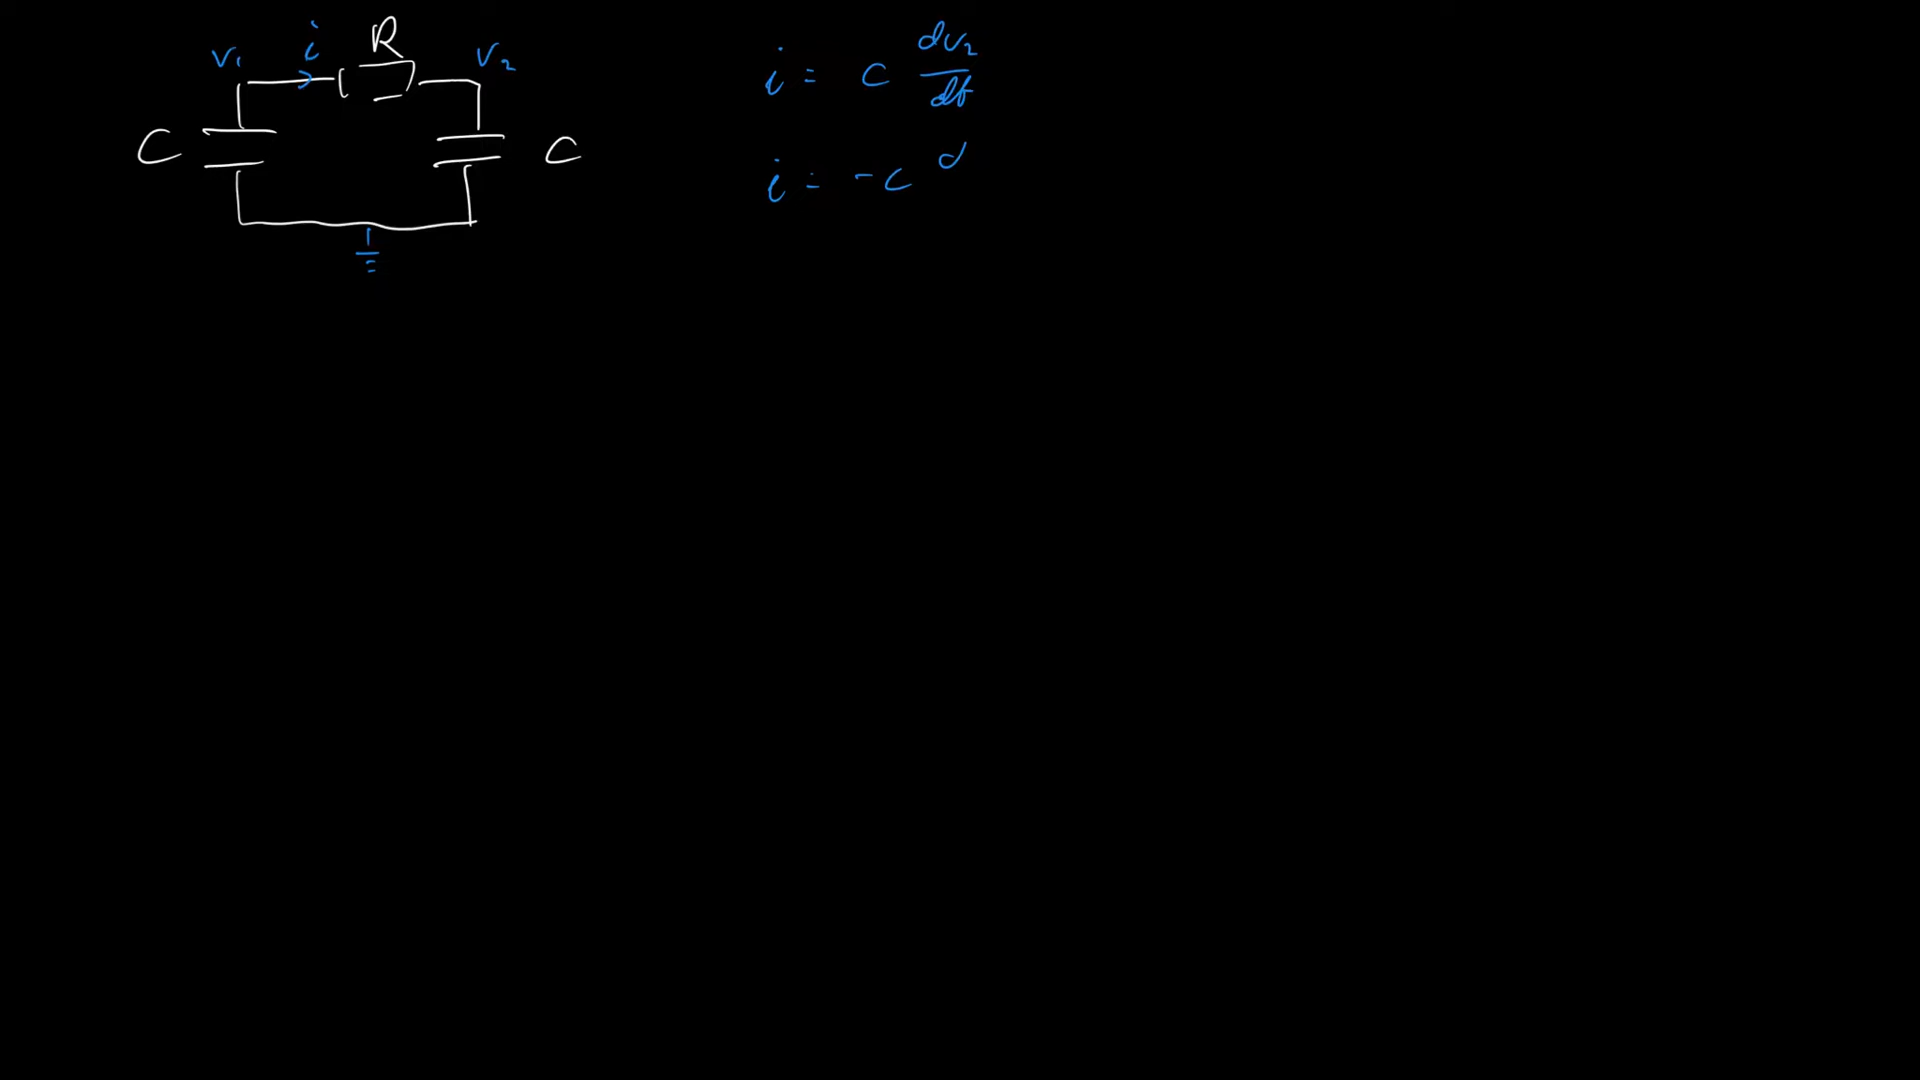 V₁ i R V₂
C C
i = C dv₂/dt
i = -C d